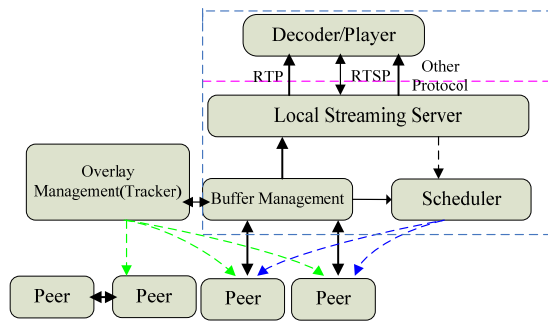 Decoder/Player
RTP
RTSP
Other
Protocol
Local Streaming Server
Overlay
Management(Tracker)
Buffer Management
Scheduler
Peer
Peer
Peer
Peer